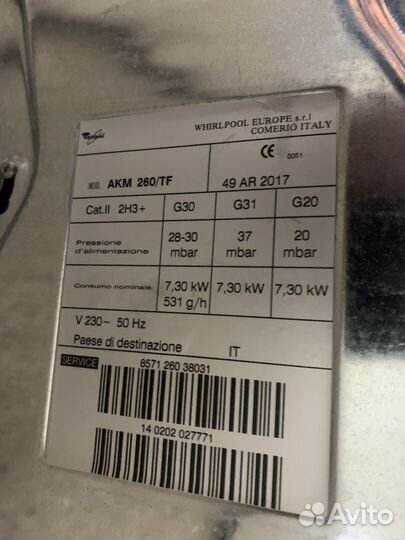 Whirlpool
WHIRLPOOL EUROPE s.r.l
COMERIO ITALY
MOD. AKM 260/TF
49 AR 2017
CE 0051
Cat.II 2H3+ G30 G31 G20
Pressione d'alimentazione 28-30 mbar 37 mbar 20 mbar
Consumo nominale 7,30 kW 531 g/h 7,30 kW 7,30 kW
V 230~ 50 Hz
Paese di destinazione IT
SERVICE 8571 260 38031
14 0202 027771
Avito